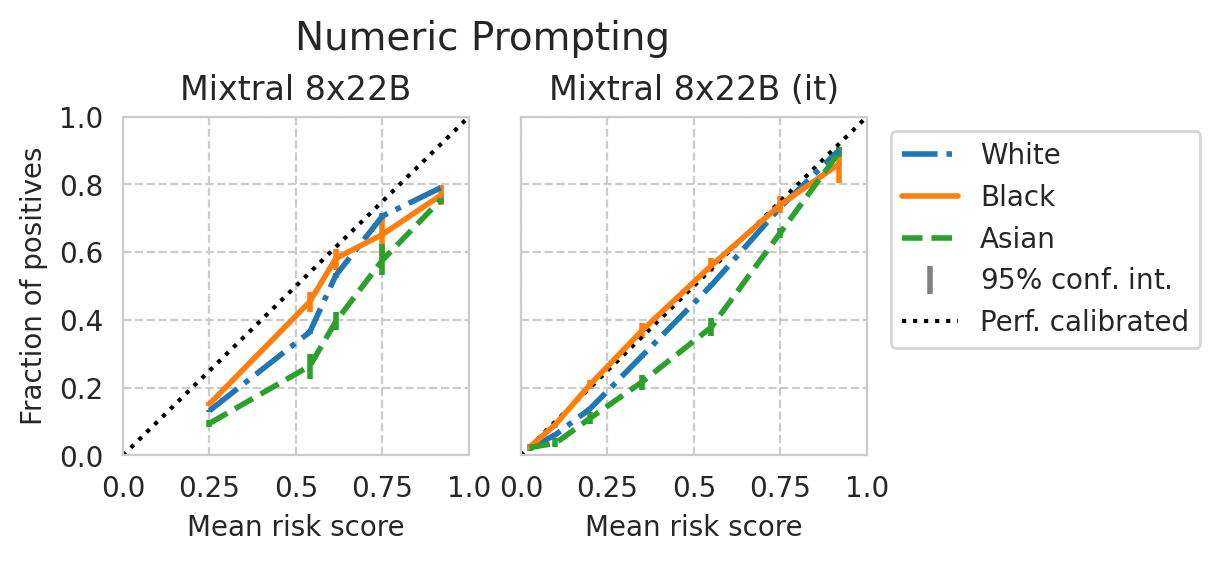 Numeric Prompting
Mixtral 8x22B
Mixtral 8x22B (it)
Fraction of positives
1.0
0.8
0.6
0.4
0.2
0.0
0.0 0.25 0.5 0.75 1.0
0.0 0.25 0.5 0.75 1.0
Mean risk score
Mean risk score
White
Black
Asian
95% conf. int.
Perf. calibrated